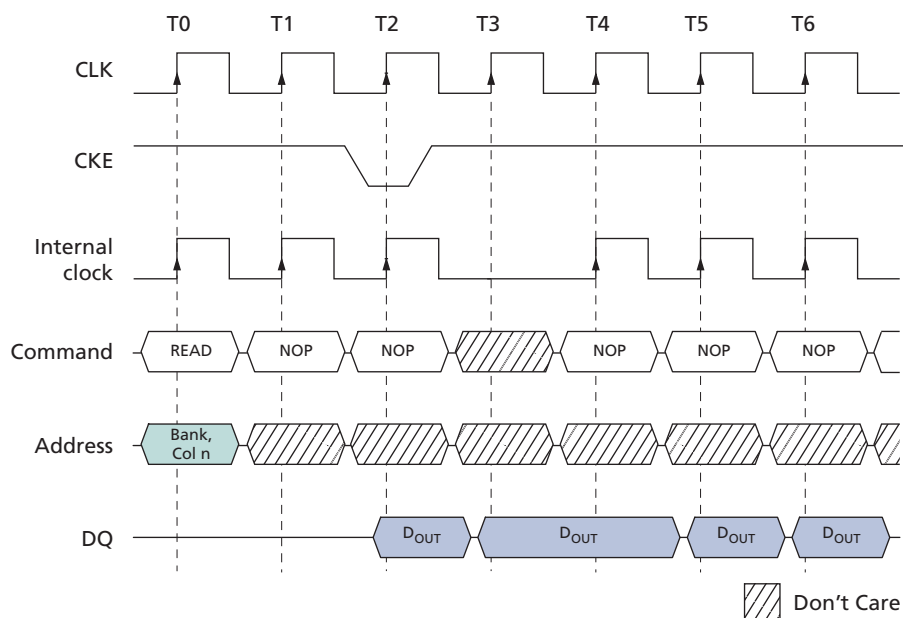 T0 T1 T2 T3 T4 T5 T6
CLK
CKE
Internal
clock
Command READ NOP NOP NOP NOP NOP
Address Bank,
Col n
DQ DOUT DOUT DOUT DOUT
Don't Care